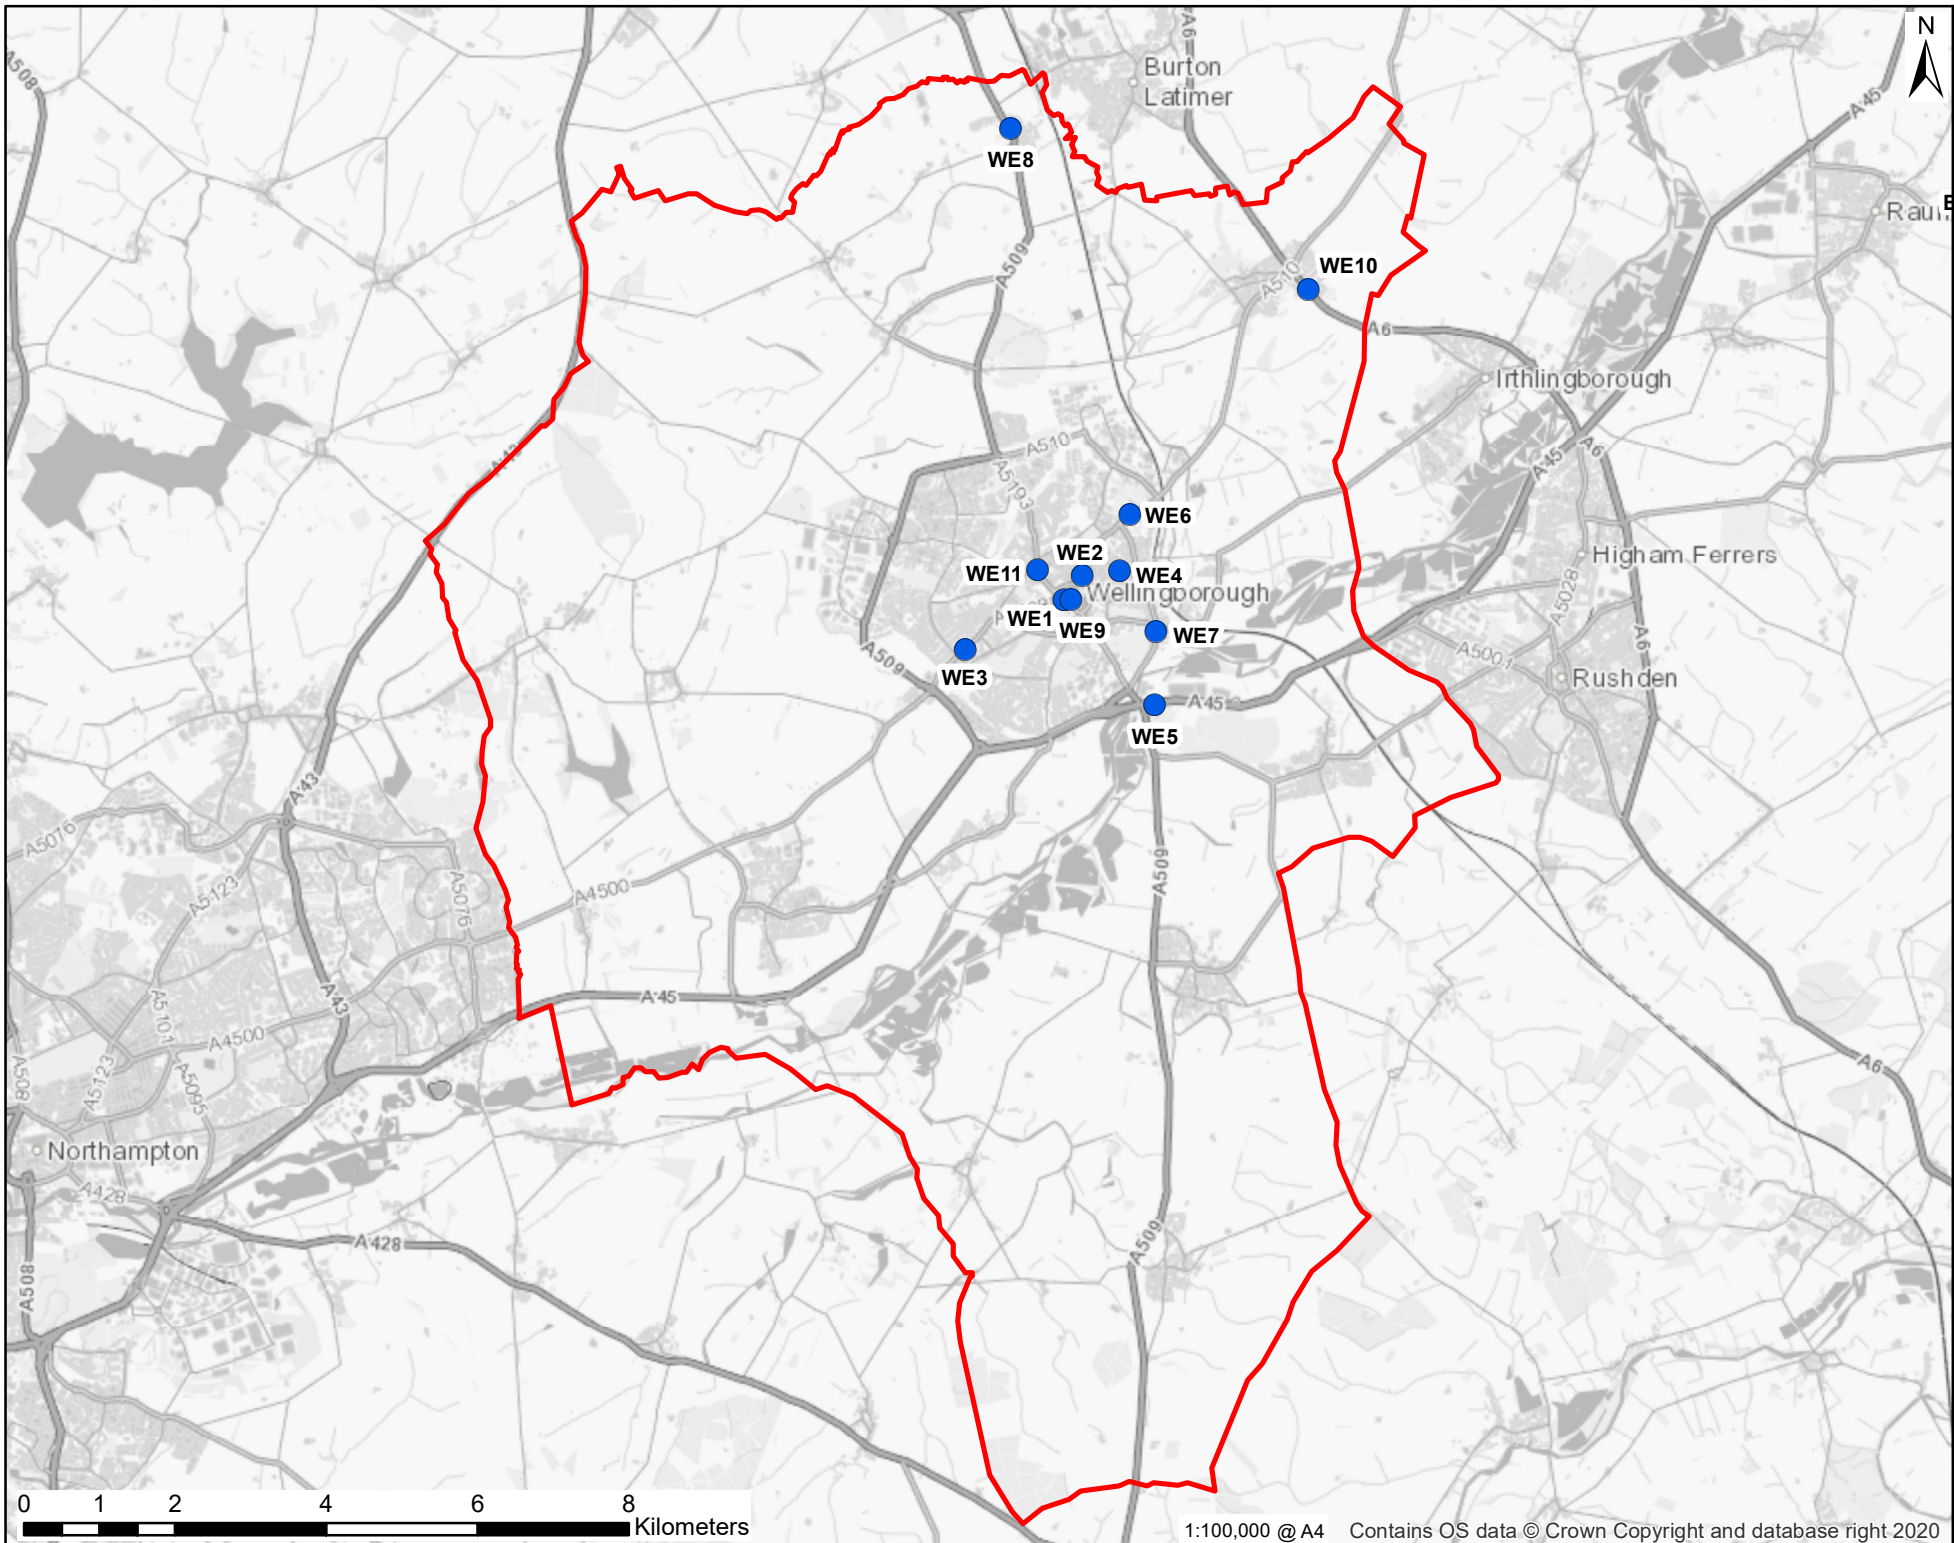 N
A508
A6
Burton
Latimer
A45
WE8
Raun
A509
WE10
A510
A6
Irthlingborough
A43
A510
A5193
A6
A45
WE6
WE2
Higham Ferrers
WE11
WE4
Wellingborough
A5028
WE1
WE9
WE7
A6
A509
A5001
WE3
Rushden
A45
WE5
A43
A5076
A509
A5123
A4500
A5076
A45
A43
A5101
A4500
A508
A5123
A5095
A6
Northampton
A428
A428
A509
A508
0 1 2 4 6 8
Kilometers
1:100,000 @ A4 Contains OS data © Crown Copyright and database right 2020